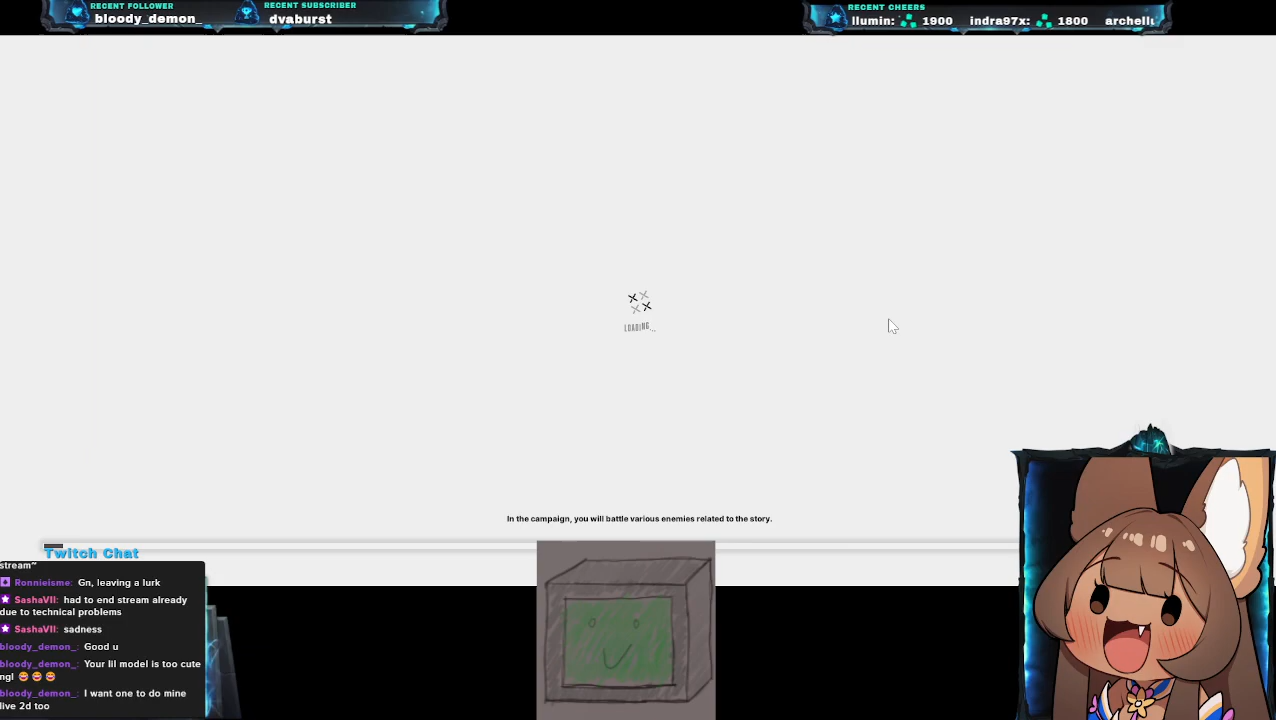 RECENT FOLLOWER
bloody_demon_
RECENT SUBSCRIBER
dvaburst
RECENT CHEERS
llumin: 1900 indra97x: 1800 archellu
LOADING...
In the campaign, you will battle various enemies related to the story.
Twitch Chat
stream~
Ronnieisme: Gn, leaving a lurk
SashaVII: had to end stream already
due to technical problems
SashaVII: sadness
bloody_demon_: Good u
bloody_demon_: Your lil model is too cute
ngl
bloody_demon_: I want one to do mine
live 2d too